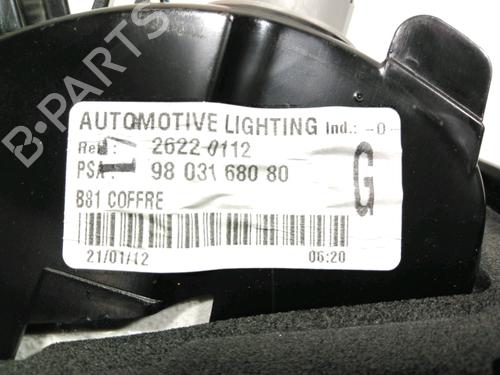 AUTOMOTIVE LIGHTING Ind.: -0-
Ref.: 2622 0112
17
PSA: 98 031 680 80
G
B81 COFFRE
21/01/12 06:20
B-PARTS